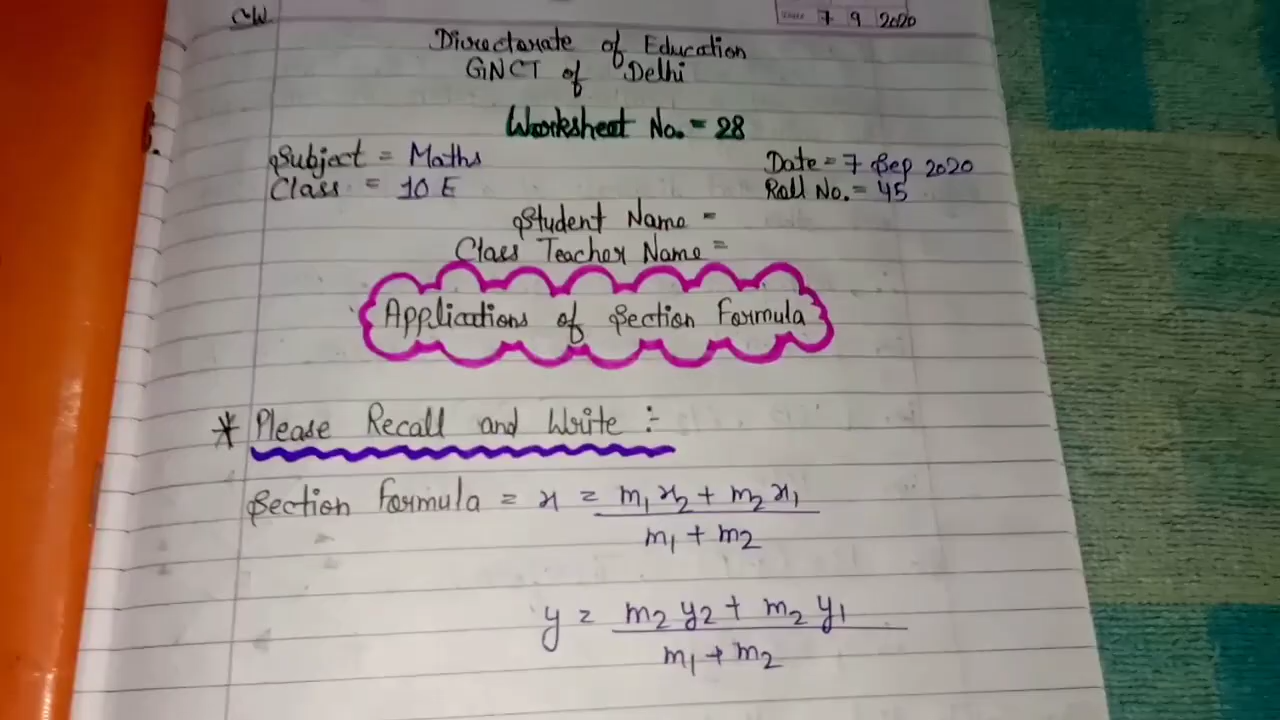 C.W.
Date 7 9 2020
Directorate of Education
GNCT of Delhi
Worksheet No. = 28
Subject = Maths
Date = 7 Sep 2020
Class = 10 E
Roll No. = 45
Student Name =
Class Teacher Name =
Applications of Section Formula
* Please Recall and Write :-
Section Formula = x = m₁x₂ + m₂x₁
m₁ + m₂
y = m₂y₂ + m₂y₁
m₁ + m₂